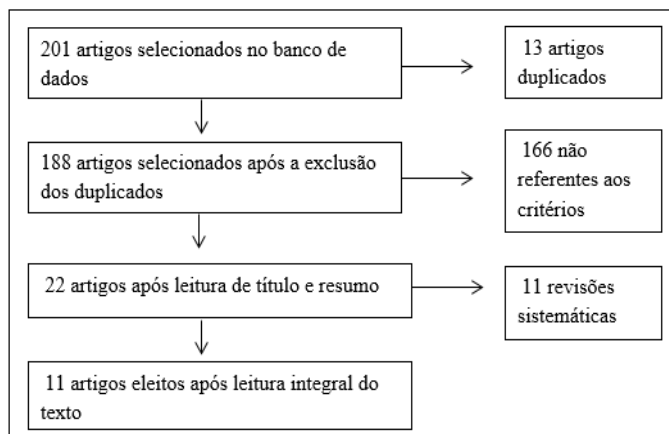 201 artigos selecionados no banco de
dados
13 artigos
duplicados
188 artigos selecionados após a exclusão
dos duplicados
166 não
referentes aos
critérios
22 artigos após leitura de título e resumo
11 revisões
sistemáticas
11 artigos eleitos após leitura integral do
texto